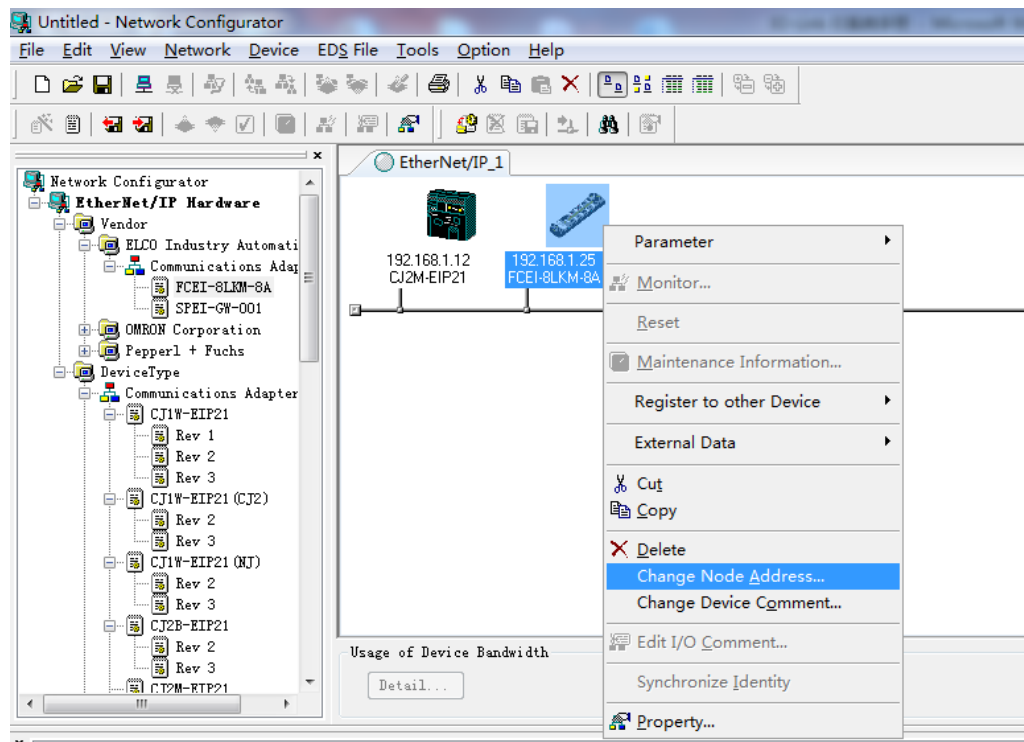 Untitled - Network Configurator
File Edit View Network Device EDS File Tools Option Help
Network Configurator
EtherNet/IP Hardware
Vendor
ELCO Industry Automati
Communications Adap
FCEI-8LKM-8A
SPEI-GW-001
OMRON Corporation
Pepperl + Fuchs
DeviceType
Communications Adapter
CJ1W-EIP21
Rev 1
Rev 2
Rev 3
CJ1W-EIP21(CJ2)
Rev 2
Rev 3
CJ1W-EIP21(NJ)
Rev 2
Rev 3
CJ2B-EIP21
Rev 2
Rev 3
CJ2M-EIP21
EtherNet/IP_1
192.168.1.12
CJ2M-EIP21
192.168.1.25
FCEI-8LKM-8A
Parameter
Monitor...
Reset
Maintenance Information...
Register to other Device
External Data
Cut
Copy
Delete
Change Node Address...
Change Device Comment...
Edit I/O Comment...
Synchronize Identity
Property...
Usage of Device Bandwidth
Detail...